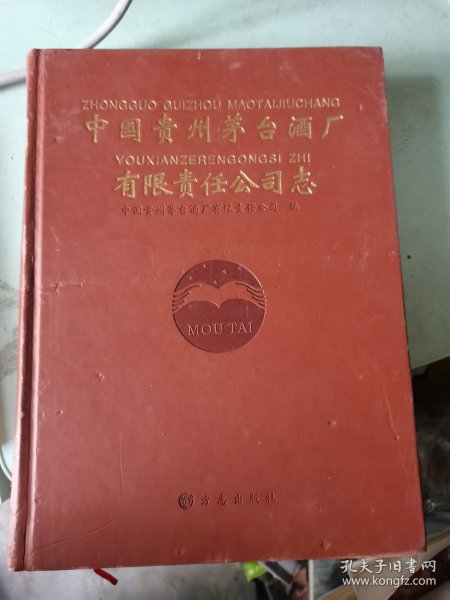 ZHONGGUO GUIZHOU MAOTAIJIUCHANG
中国贵州茅台酒厂
YOUXIANZERENGONGSI ZHI
有限责任公司志
中国贵州茅台酒厂有限责任公司 编
MOU TAI
方志出版社
孔夫子旧书网
www.kongfz.com